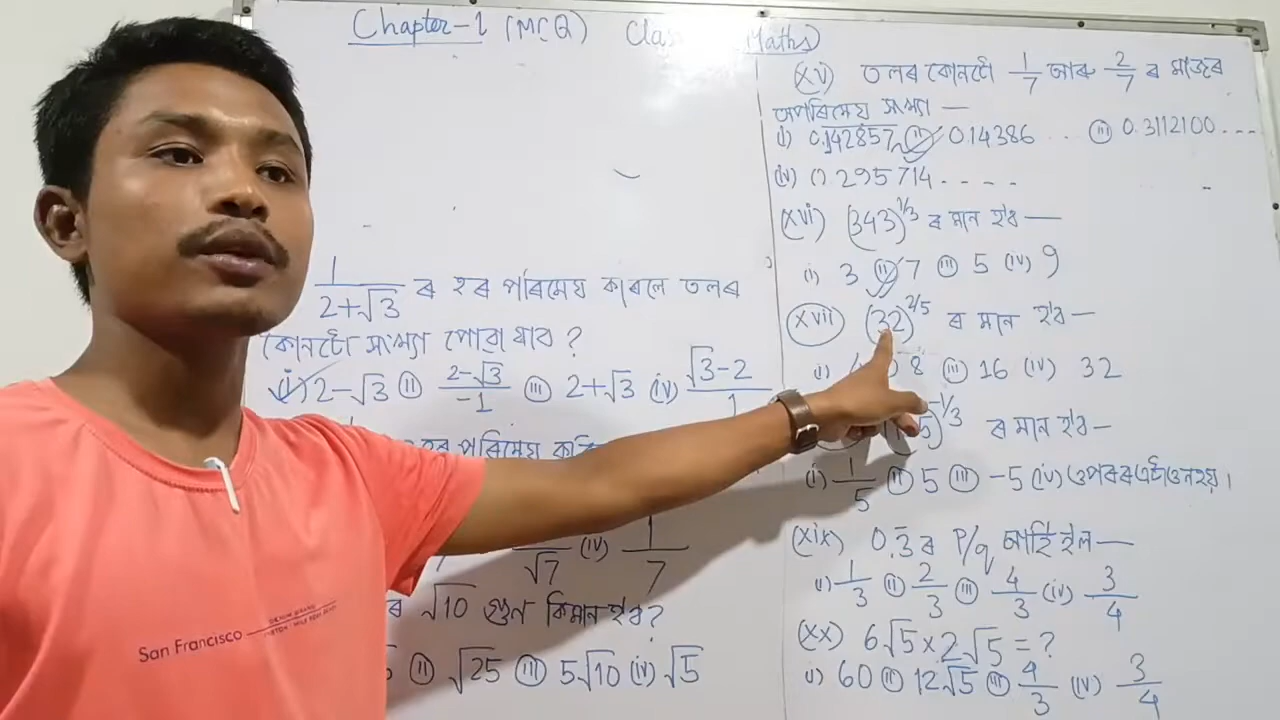 Chapter-1 (MCQ) Clas Maths)
1/(2+√3) ৰ হৰ পৰিমেয় কৰিলে তলৰ
কোনটো সংখ্যা পোৱা যাব ?
(i) 2-√3 (ii) (2-√3)/-1 (iii) 2+√3 (iv) (√3-2)/1
হৰ পৰিমেয়
√7 (iv) 1/7
ৰ √10 গুণ কিমান হ'ব?
(ii) √25 (iii) 5√10 (iv) √5
(xv) তলৰ কোনটো 1/7 আৰু 2/7 ৰ মাজৰ
অপৰিমেয় সংখ্যা —
(i) 0.142857 (ii) 0.14386 .. (iii) 0.3112100 ---
(iv) 0.295714 - - - -
(xvi) (343)^1/3 ৰ মান হ'ব —
(i) 3 (ii) 7 (iii) 5 (iv) 9
(xvii) (32)^2/5 ৰ মান হ'ব —
(i) 8 (iii) 16 (iv) 32
5)^-1/3 ৰ মান হ'ব —
(i) 1/5 (ii) 5 (iii) -5 (iv) ওপৰৰ এটাও নহয়।
(xix) 0.3̄ ৰ P/q আৰ্হি হ'ল —
(i) 1/3 (ii) 2/3 (iii) 4/3 (iv) 3/4
(xx) 6√5 × 2√5 = ?
(i) 60 (ii) 12√5 (iii) 4/3 (iv) 3/4
San Francisco